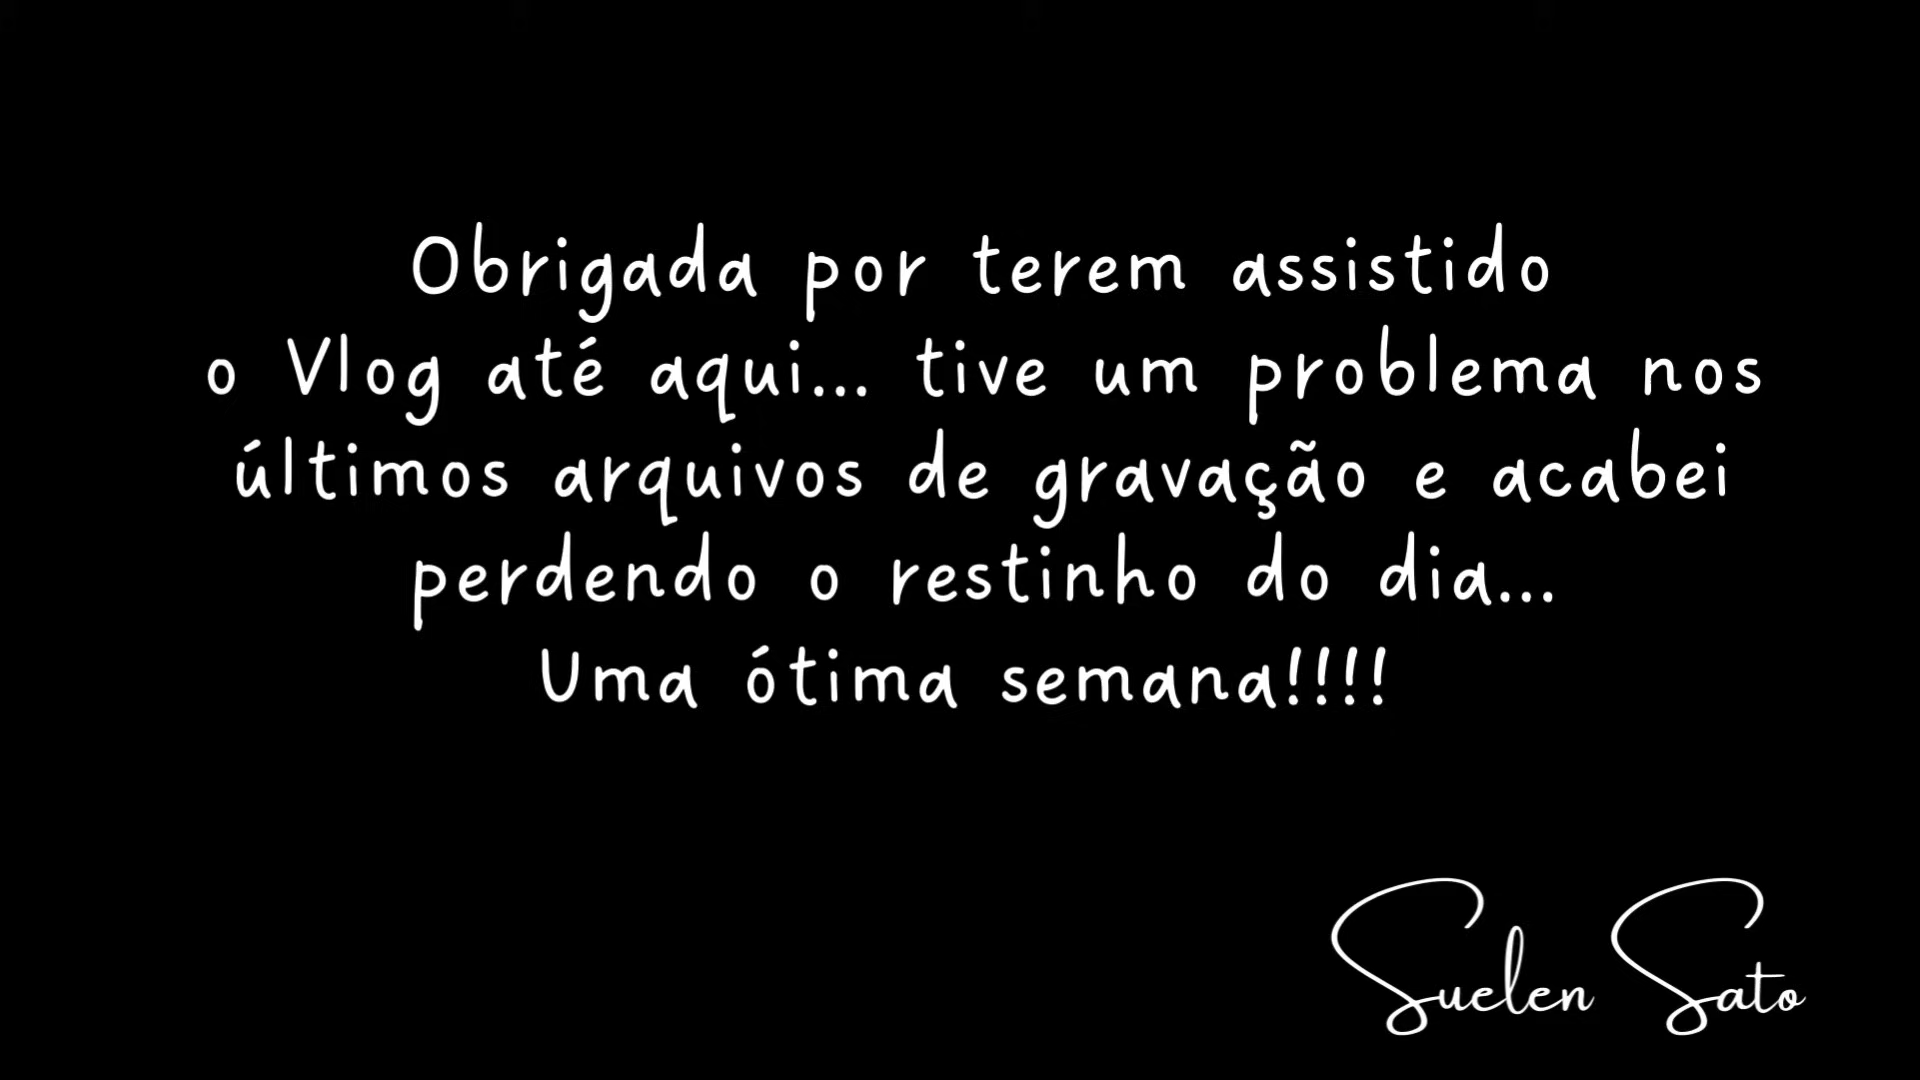 Obrigada por terem assistido
o Vlog até aqui... tive um problema nos
últimos arquivos de gravação e acabei
perdendo o restinho do dia...
Uma ótima semana!!!!
Suelen Sato